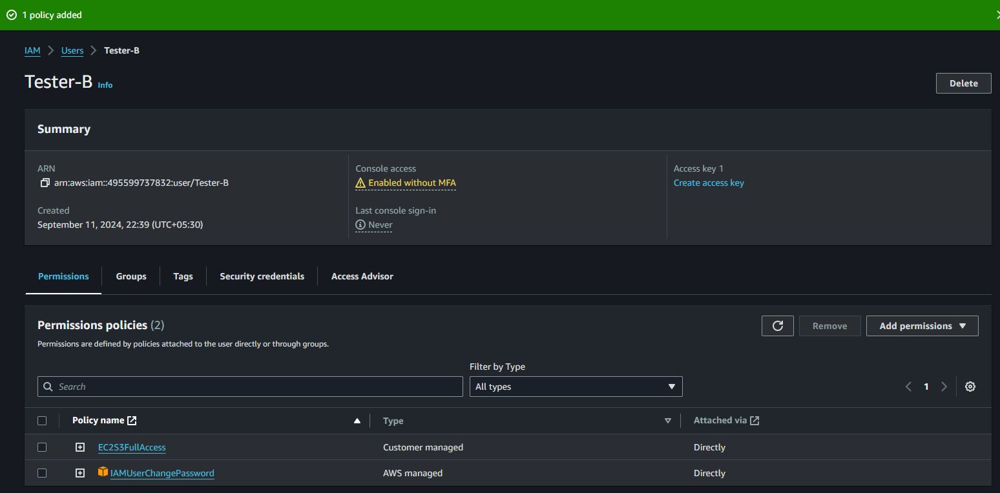 1 policy added
IAM > Users > Tester-B
Tester-B Info
Delete
Summary
ARN
arn:aws:iam::495599737832:user/Tester-B
Created
September 11, 2024, 22:39 (UTC+05:30)
Console access
Enabled without MFA
Last console sign-in
Never
Access key 1
Create access key
Permissions Groups Tags Security credentials Access Advisor
Permissions policies (2)
Permissions are defined by policies attached to the user directly or through groups.
Remove Add permissions
Filter by Type
Search All types 1
Policy name Type Attached via
EC2S3FullAccess Customer managed Directly
IAMUserChangePassword AWS managed Directly